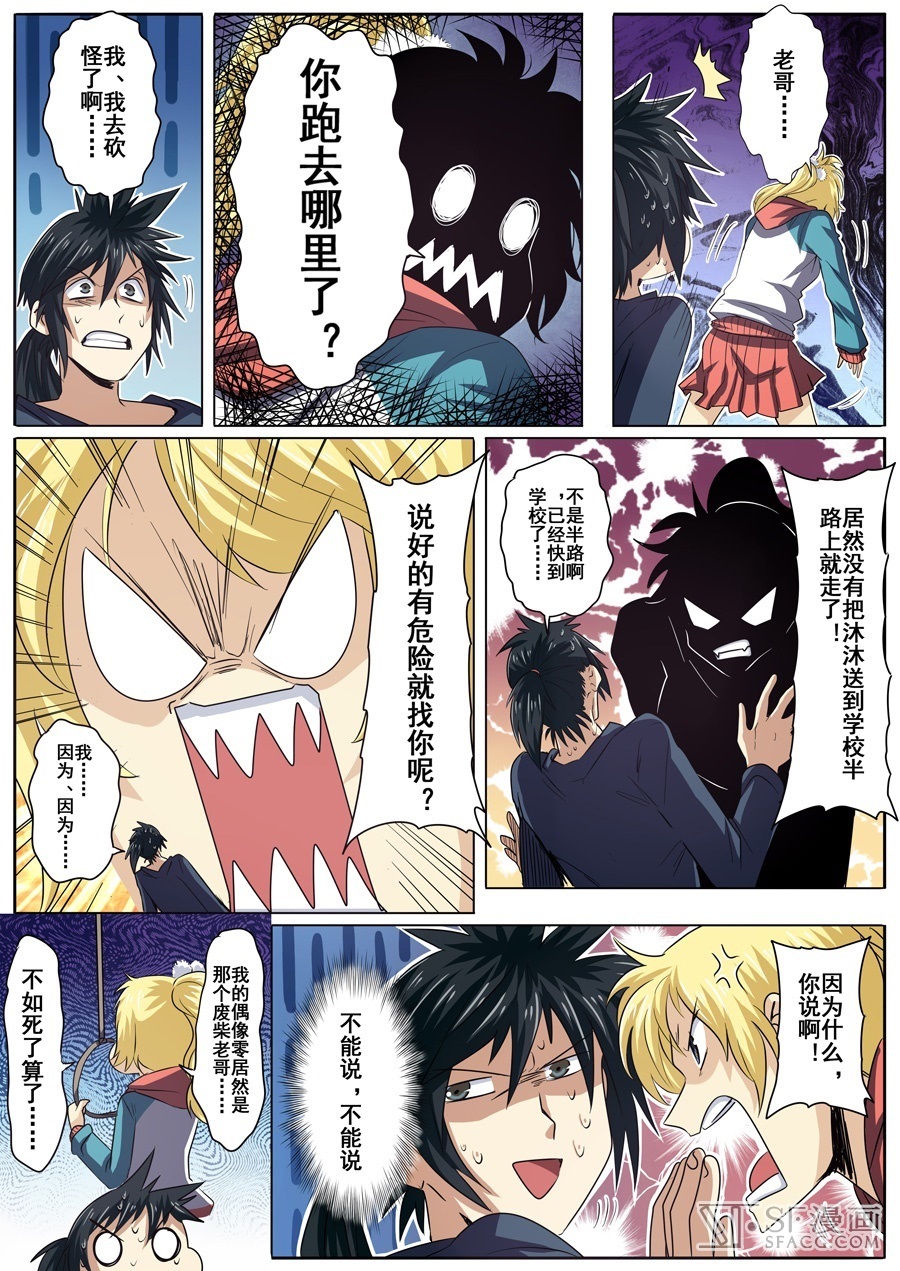 老哥……
你跑去哪里了？
我、我去砍
怪了啊……
居然没有把沐沐送到学校半
路上就走了！
不是半路啊
，已经快到
学校了……
说好的有危险就找你呢？
我……
因为、因为……
因为什么，
你说啊！
不能说，不能说
我的偶像零居然是
那个废柴老哥……
不如死了算了……
SF漫画
SFACG.COM